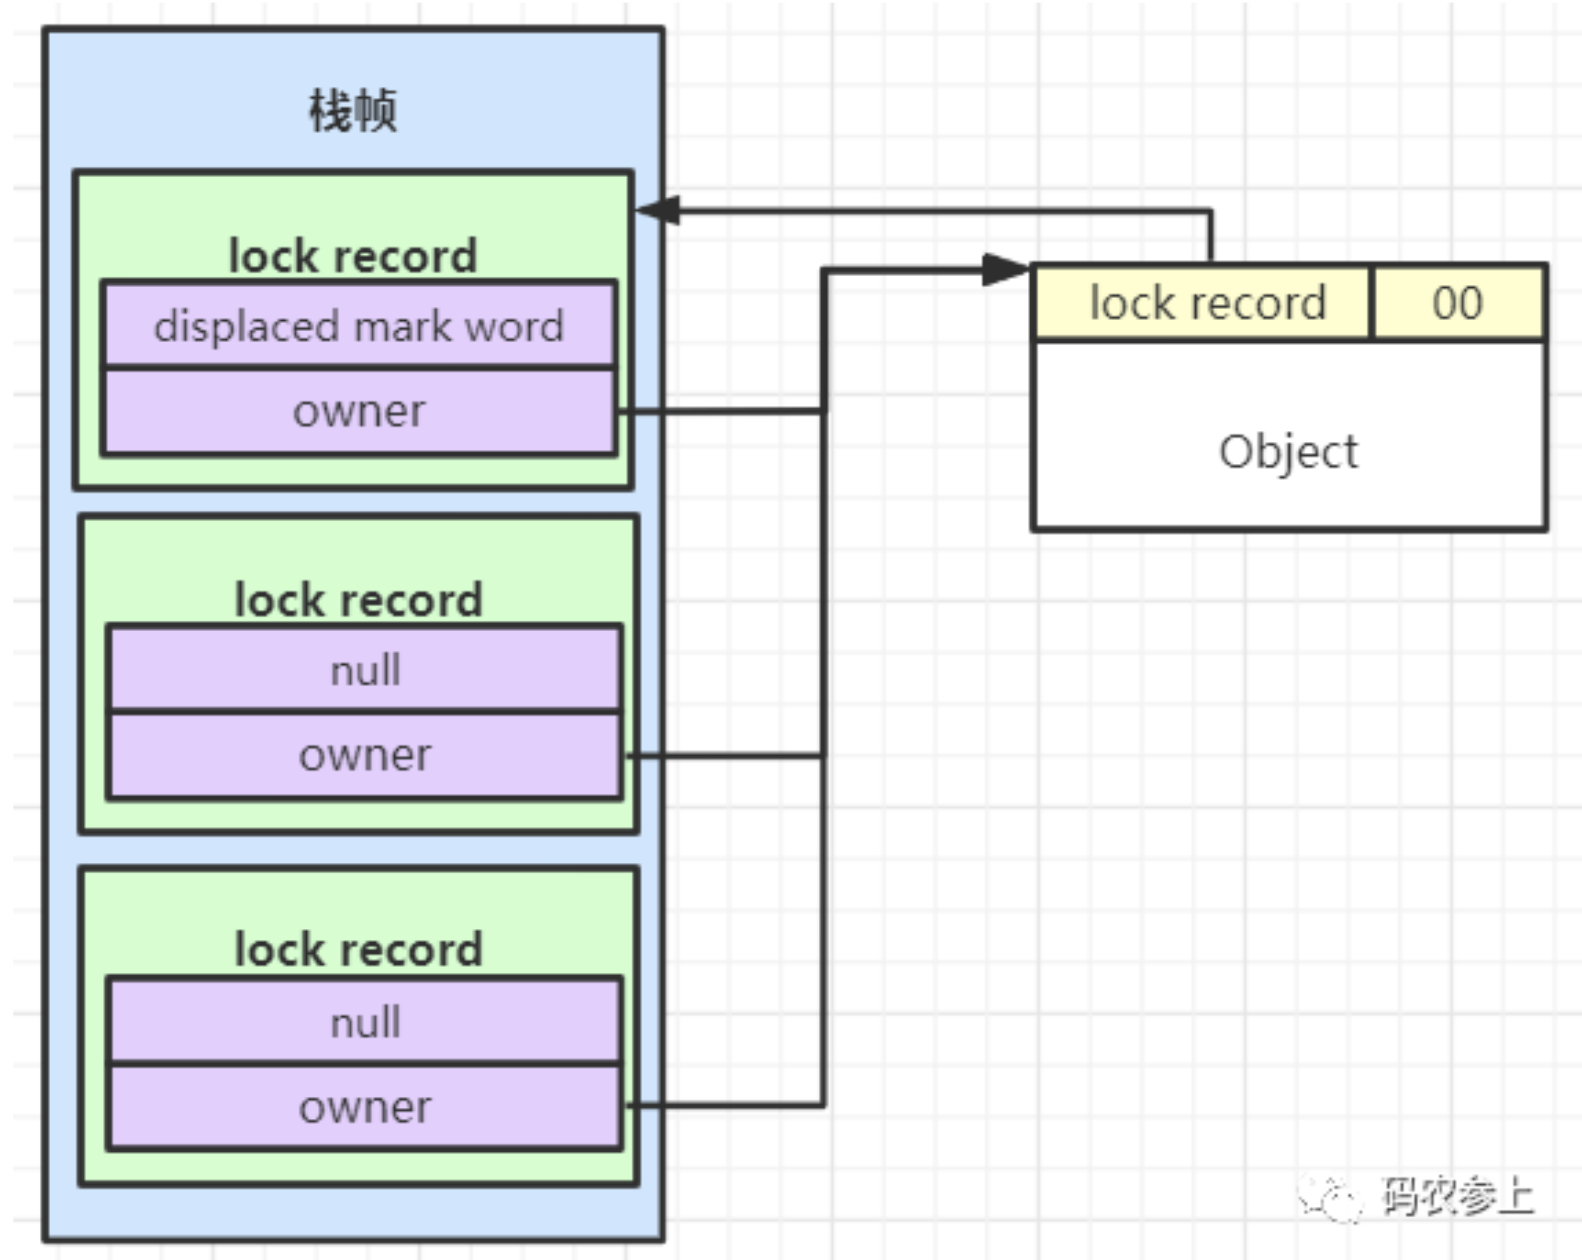 栈帧
lock record
displaced mark word
owner
lock record
null
owner
lock record
null
owner
lock record
00
Object
码农参上